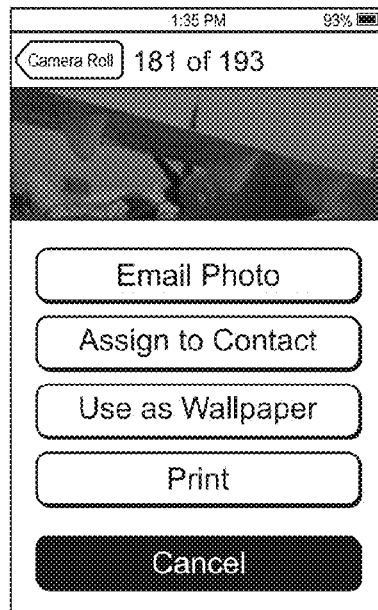 1:35 PM 93%
Camera Roll 181 of 193
Email Photo
Assign to Contact
Use as Wallpaper
Print
Cancel